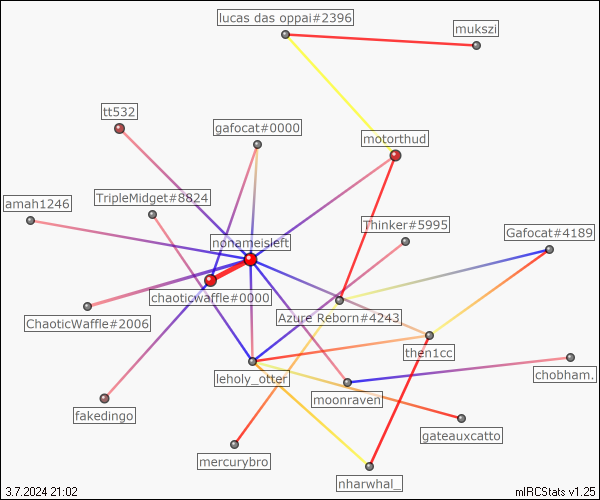 lucas das oppai#2396
mukszi
tt532
gafocat#0000
motorthud
amah1246
TripleMidget#8824
Thinker#5995
Gafocat#4189
nonameisleft
chaoticwaffle#0000
ChaoticWaffle#2006
Azure Reborn#4243
then1cc
leholy_otter
chobham.
moonraven
fakedingo
gateauxcatto
mercurybro
nharwhal_
3.7.2024 21:02
mIRCStats v1.25